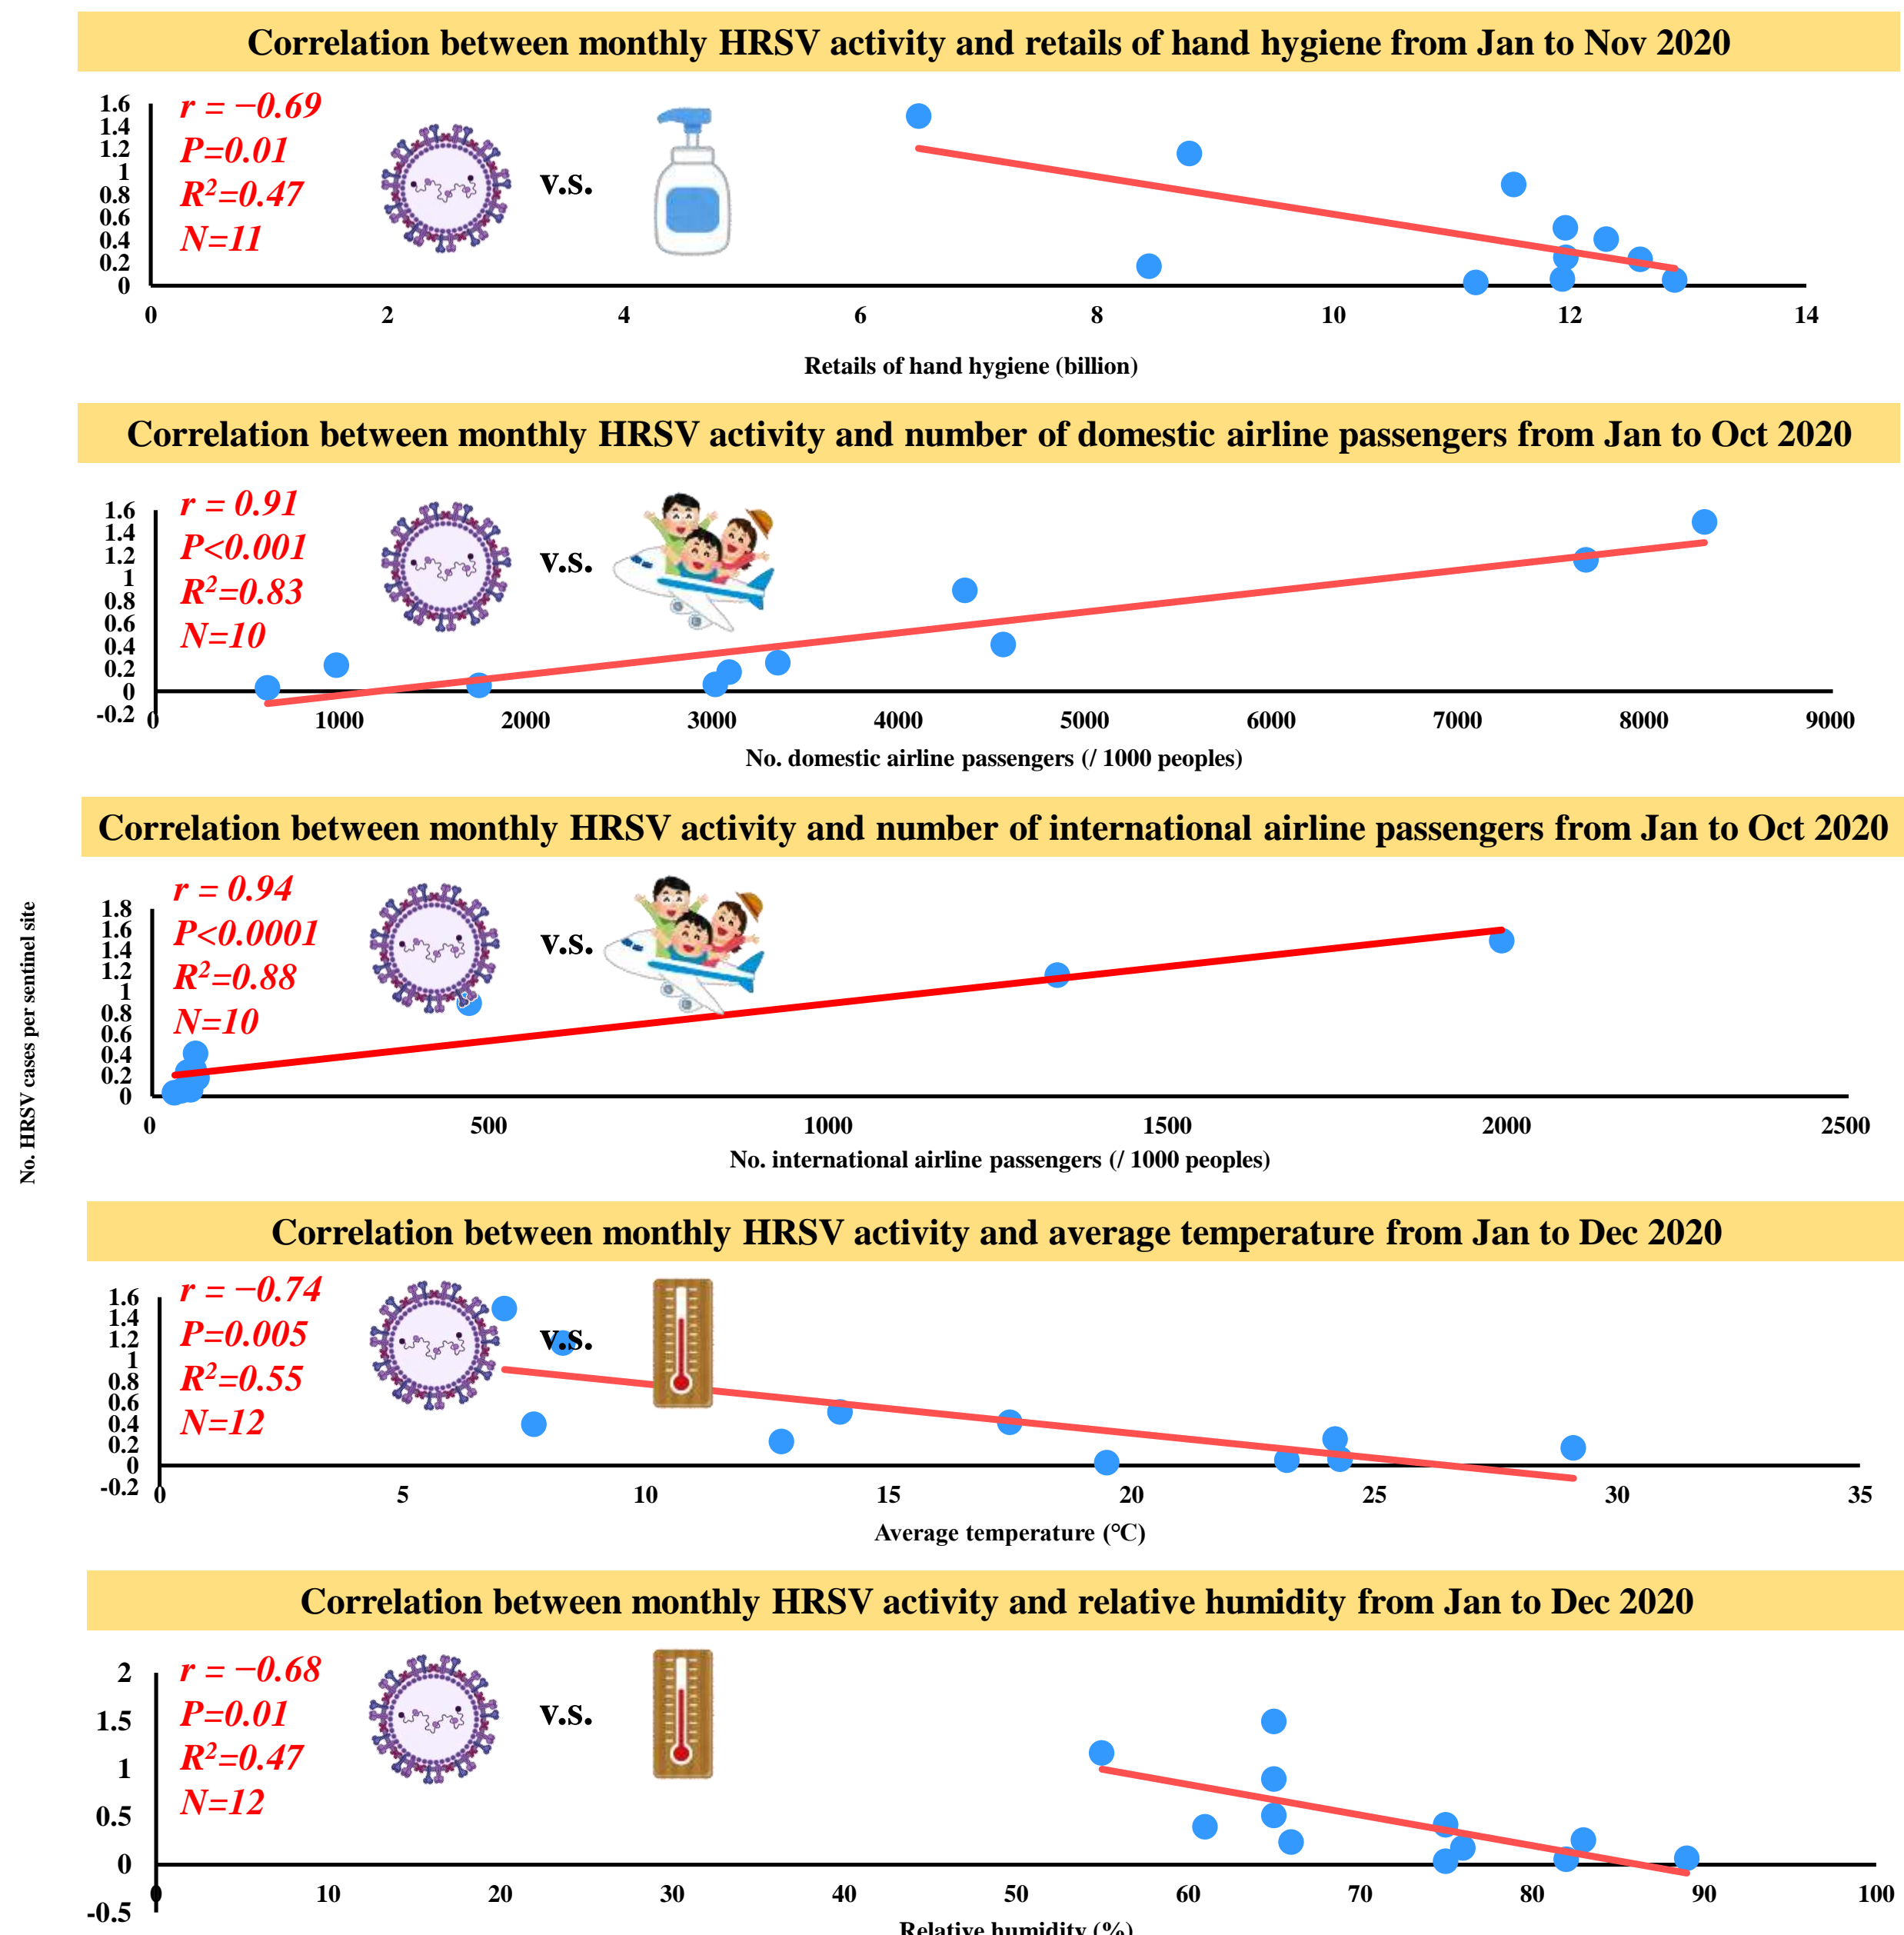 Correlation between monthly HRSV activity and retails of hand hygiene from Jan to Nov 2020
r = −0.69
P=0.01
R²=0.47
N=11
v.s.
1.6
1.4
1.2
1
0.8
0.6
0.4
0.2
0
0 2 4 6 8 10 12 14
Retails of hand hygiene (billion)
Correlation between monthly HRSV activity and number of domestic airline passengers from Jan to Oct 2020
r = 0.91
P<0.001
R²=0.83
N=10
v.s.
1.6
1.4
1.2
1
0.8
0.6
0.4
0.2
0
-0.2
0 1000 2000 3000 4000 5000 6000 7000 8000 9000
No. domestic airline passengers (/ 1000 peoples)
Correlation between monthly HRSV activity and number of international airline passengers from Jan to Oct 2020
No. HRSV cases per sentinel site
r = 0.94
P<0.0001
R²=0.88
N=10
v.s.
1.8
1.6
1.4
1.2
1
0.8
0.6
0.4
0.2
0
0 500 1000 1500 2000 2500
No. international airline passengers (/ 1000 peoples)
Correlation between monthly HRSV activity and average temperature from Jan to Dec 2020
r = −0.74
P=0.005
R²=0.55
N=12
v.s.
1.6
1.4
1.2
1
0.8
0.6
0.4
0.2
0
-0.2
0 5 10 15 20 25 30 35
Average temperature (℃)
Correlation between monthly HRSV activity and relative humidity from Jan to Dec 2020
r = −0.68
P=0.01
R²=0.47
N=12
v.s.
2
1.5
1
0.5
0
-0.5
0 10 20 30 40 50 60 70 80 90 100
Relative humidity (%)